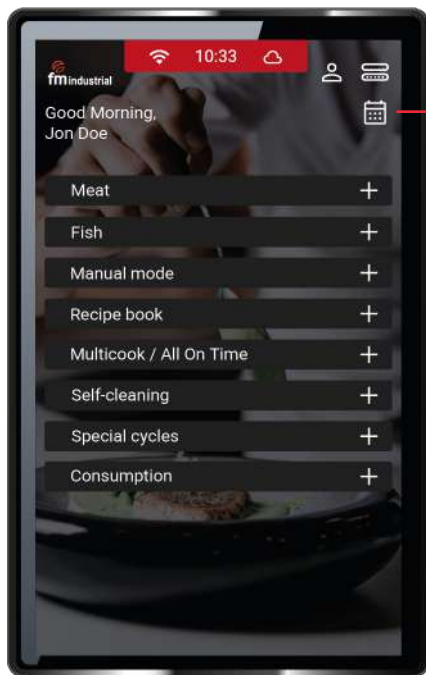 10:33
fm industrial
Good Morning,
Jon Doe
Meat
Fish
Manual mode
Recipe book
Multicook / All On Time
Self-cleaning
Special cycles
Consumption